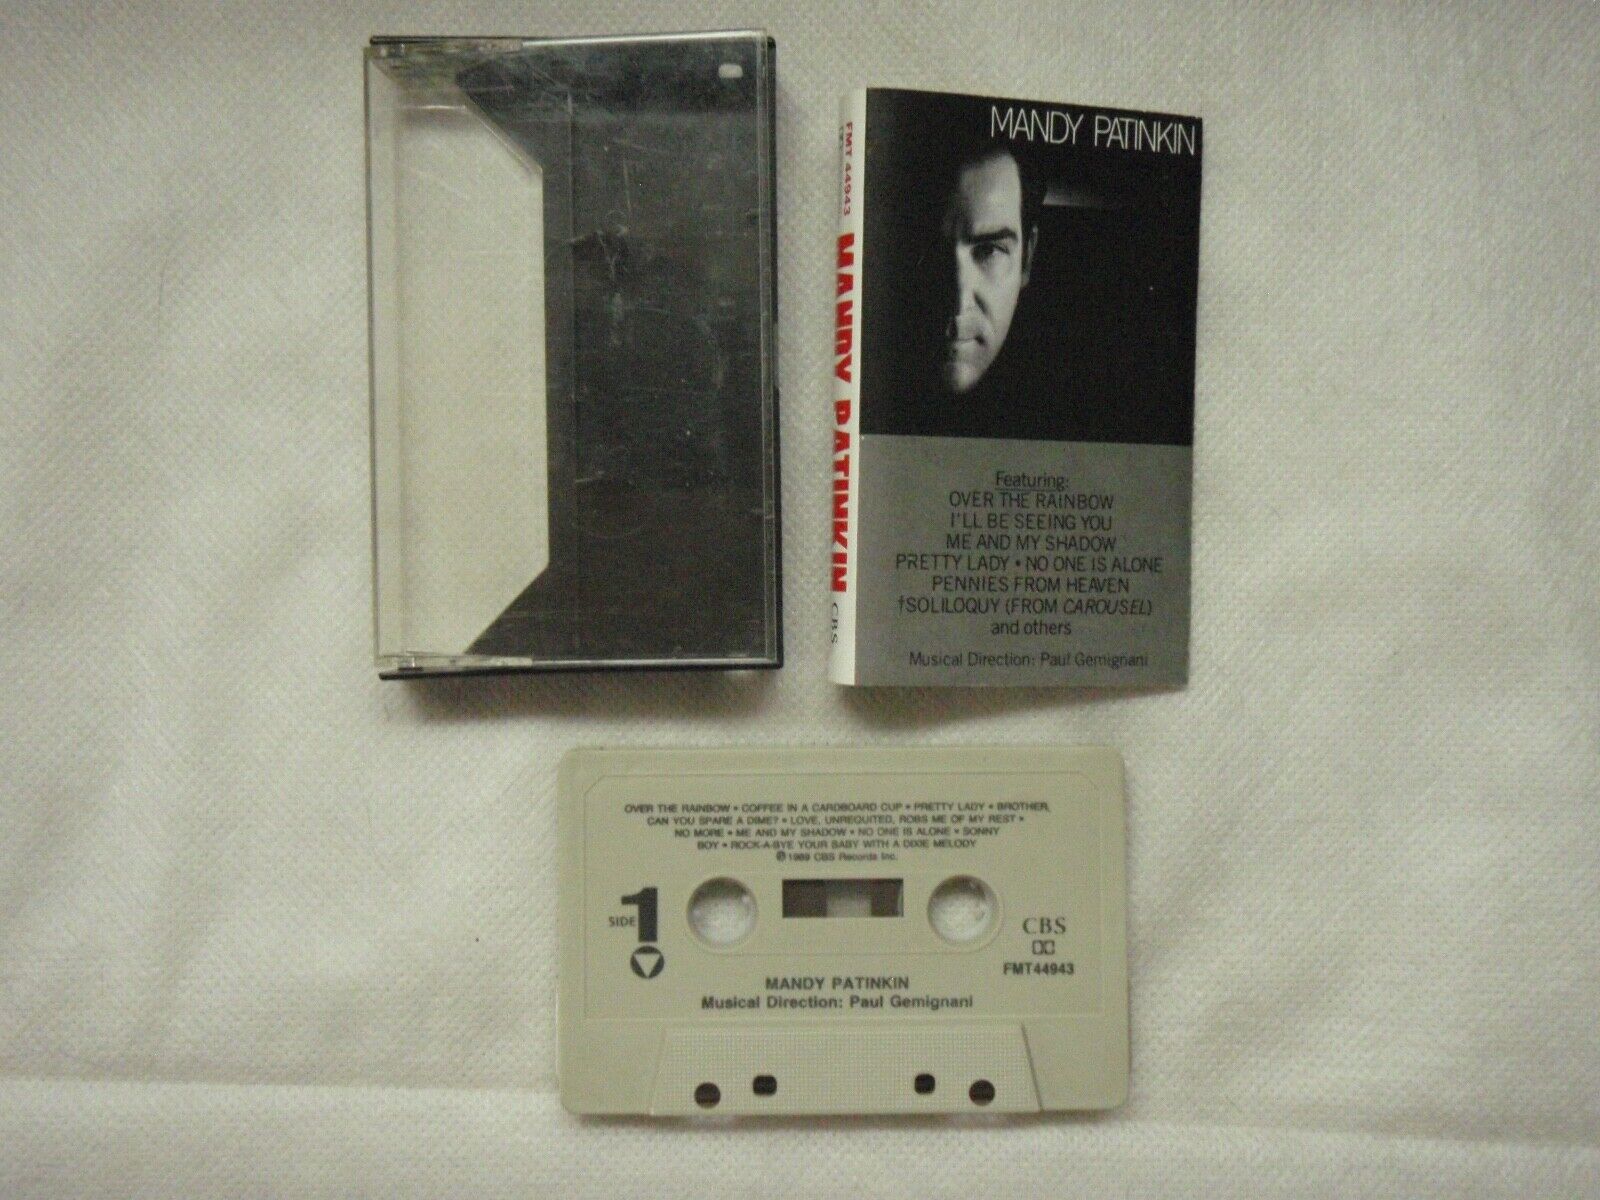 FMT 44943
MANDY PATINKIN
CBS
MANDY PATINKIN
Featuring:
OVER THE RAINBOW
I'LL BE SEEING YOU
ME AND MY SHADOW
PRETTY LADY • NO ONE IS ALONE
PENNIES FROM HEAVEN
†SOLILOQUY (FROM CAROUSEL)
and others
Musical Direction: Paul Gemignani
OVER THE RAINBOW • COFFEE IN A CARDBOARD CUP • PRETTY LADY • BROTHER,
CAN YOU SPARE A DIME? • LOVE, UNREQUITED, ROBS ME OF MY REST •
NO MORE • ME AND MY SHADOW • NO ONE IS ALONE • SONNY
BOY • ROCK-A-BYE YOUR BABY WITH A DIXIE MELODY
℗1989 CBS Records Inc.
SIDE 1
CBS
FMT44943
MANDY PATINKIN
Musical Direction: Paul Gemignani